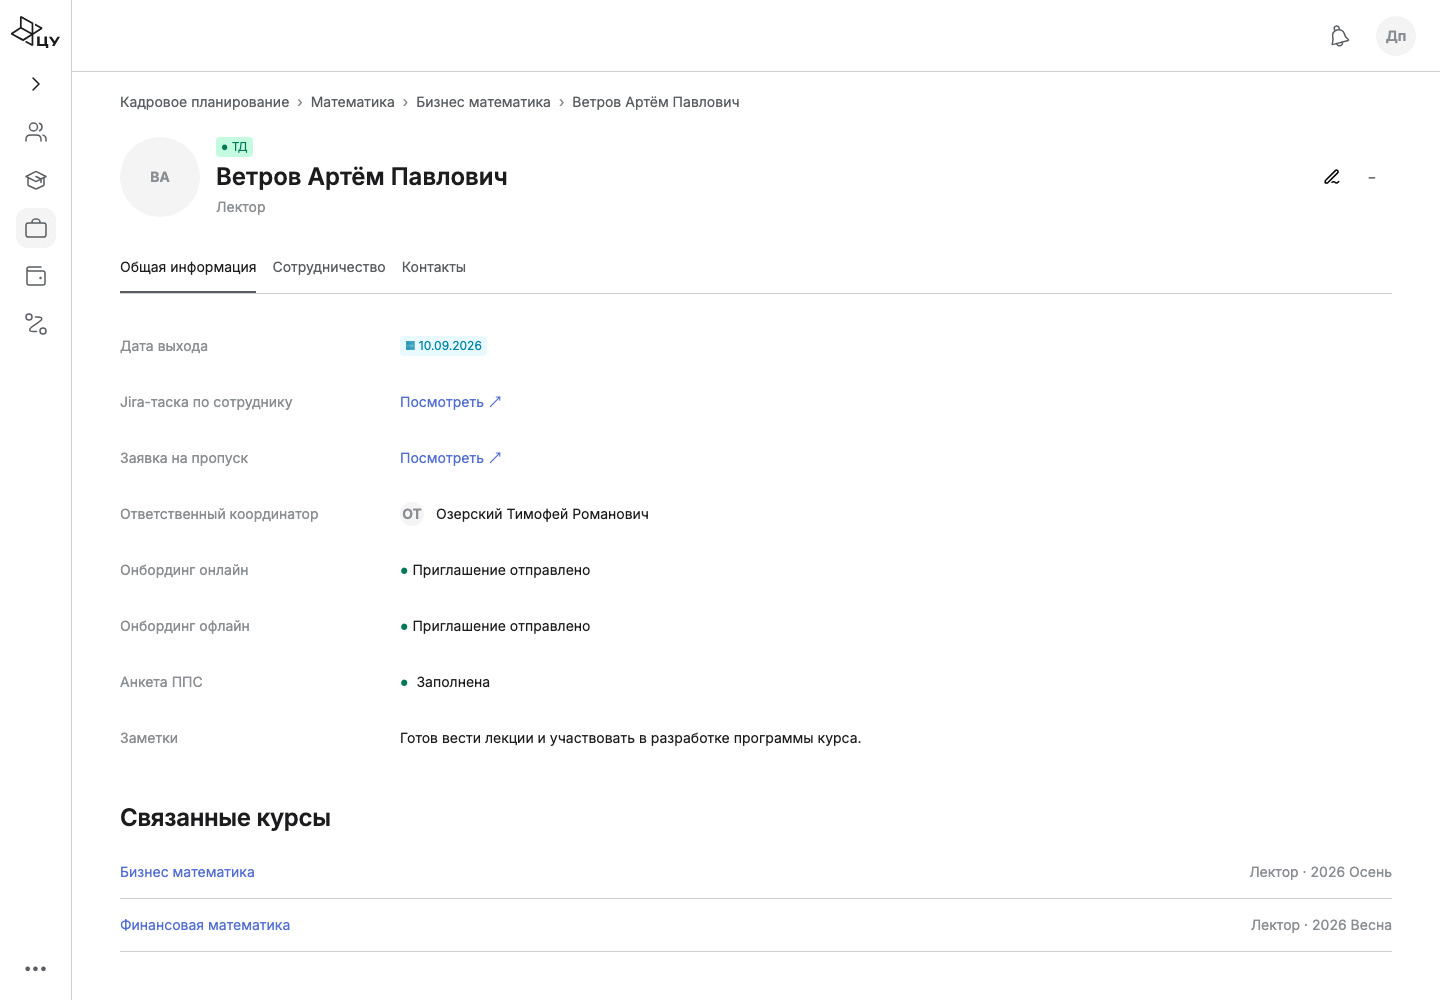 ЦУ
Дп
Кадровое планирование › Математика › Бизнес математика › Ветров Артём Павлович
ВА
ТД
Ветров Артём Павлович
Лектор
–
Общая информация Сотрудничество Контакты
Дата выхода 10.09.2026
Jira-таска по сотруднику Посмотреть ↗
Заявка на пропуск Посмотреть ↗
Ответственный координатор ОТ Озерский Тимофей Романович
Онбординг онлайн ● Приглашение отправлено
Онбординг офлайн ● Приглашение отправлено
Анкета ППС ● Заполнена
Заметки Готов вести лекции и участвовать в разработке программы курса.
Связанные курсы
Бизнес математика Лектор · 2026 Осень
Финансовая математика Лектор · 2026 Весна